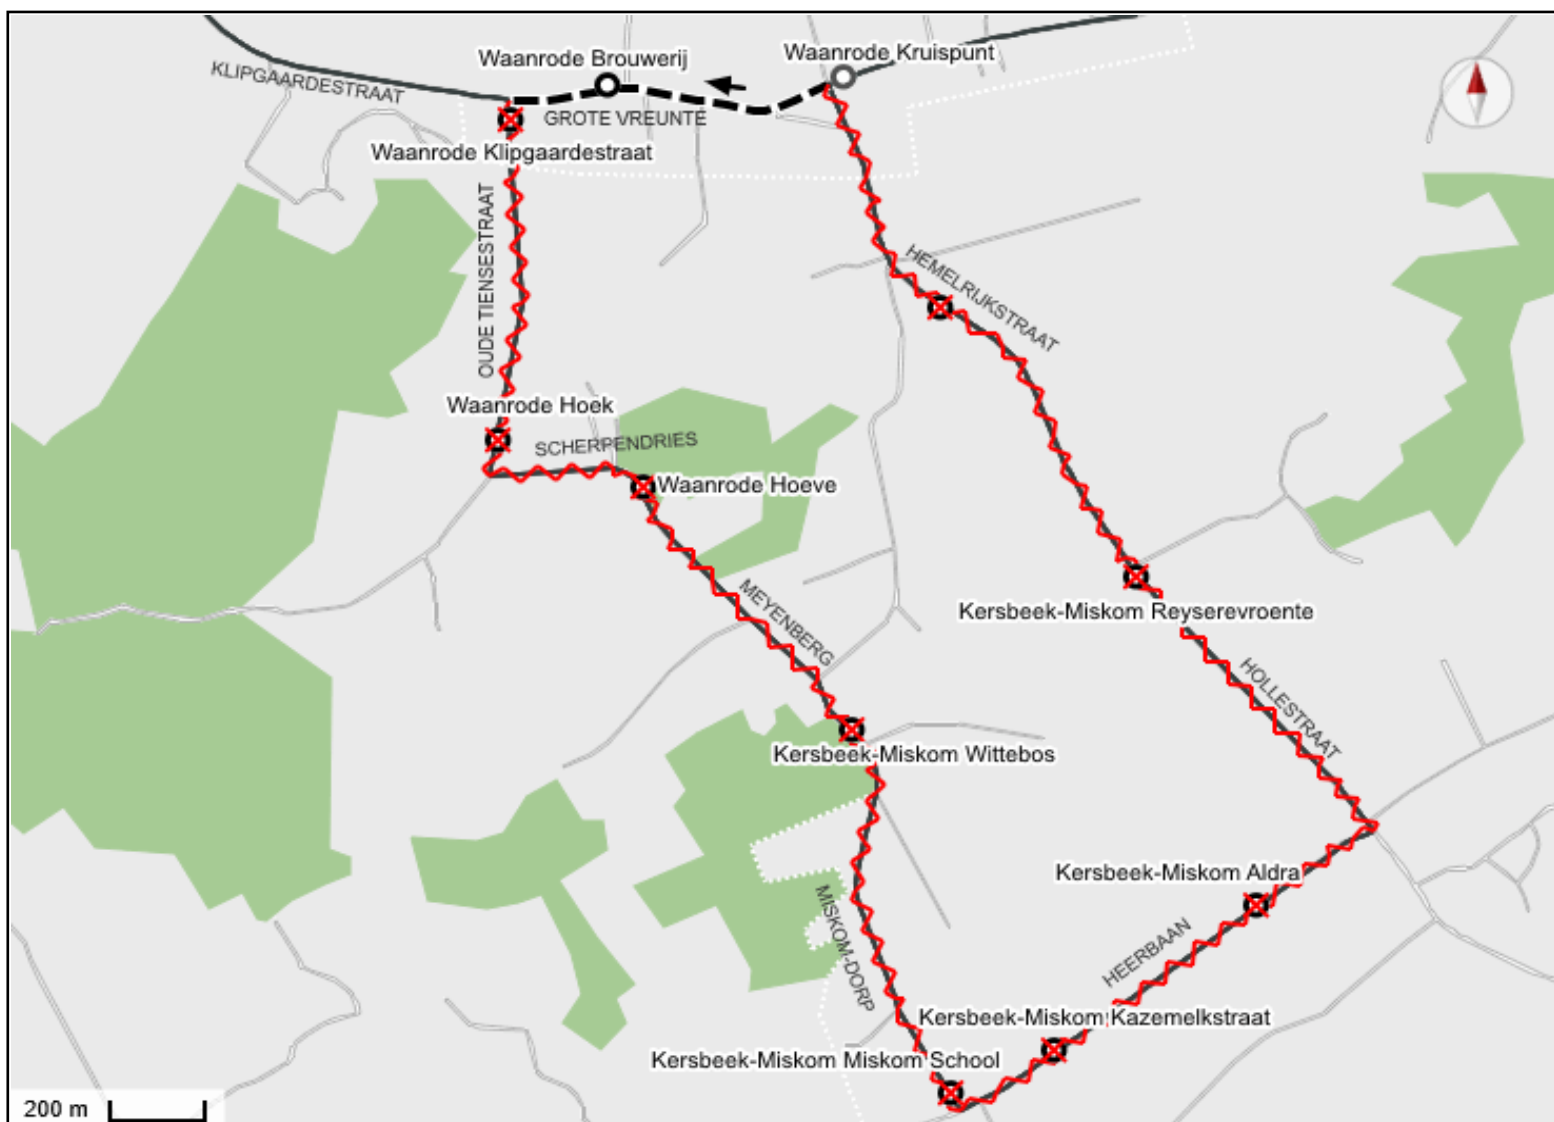 Waanrode Brouwerij
Waanrode Kruispunt
KLIPGAARDESTRAAT
GROTE VREUNTE
Waanrode Klipgaardestraat
OUDE TIENSESTRAAT
HEMELRIJKSTRAAT
Waanrode Hoek
SCHERPENDRIES
Waanrode Hoeve
MEYENBERG
Kersbeek-Miskom Reyserevroente
HOLLESTRAAT
Kersbeek-Miskom Wittebos
Kersbeek-Miskom Aldra
MISKOM-DORP
HEERBAAN
Kersbeek-Miskom Kazemelkstraat
Kersbeek-Miskom Miskom School
200 m